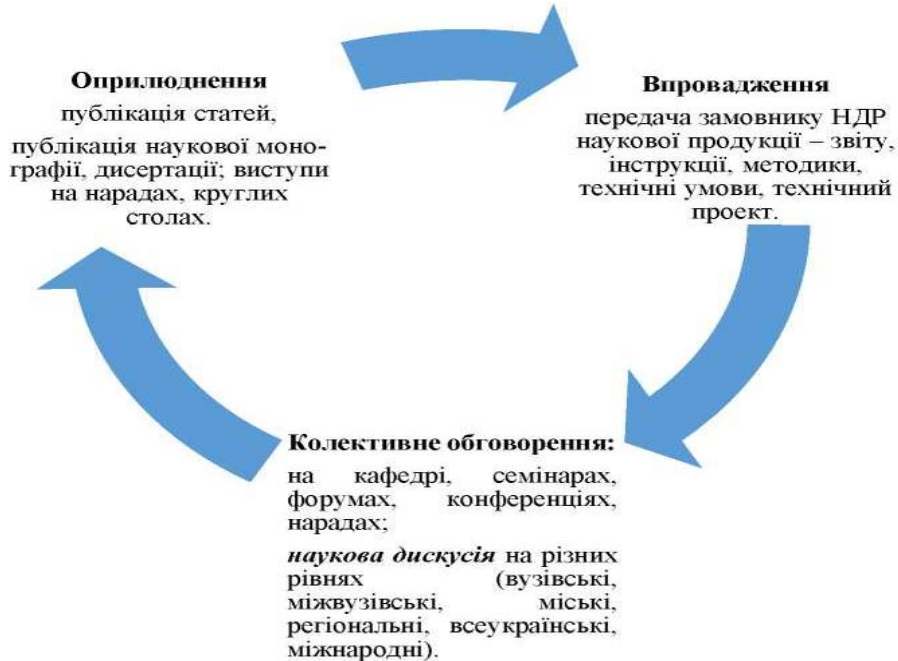 Оприлюднення
публікація статей,
публікація наукової моно-
графії, дисертації; виступи
на нарадах, круглих
столах.
Впровадження
передача замовнику НДР
наукової продукції – звіту,
інструкції, методики,
технічні умови, технічний
проект.
Колективне обговорення:
на кафедрі, семінарах,
форумах, конференціях,
нарадах;
наукова дискусія на різних
рівнях (вузівські,
міжвузівські, міські,
регіональні, всеукраїнські,
міжнародні).